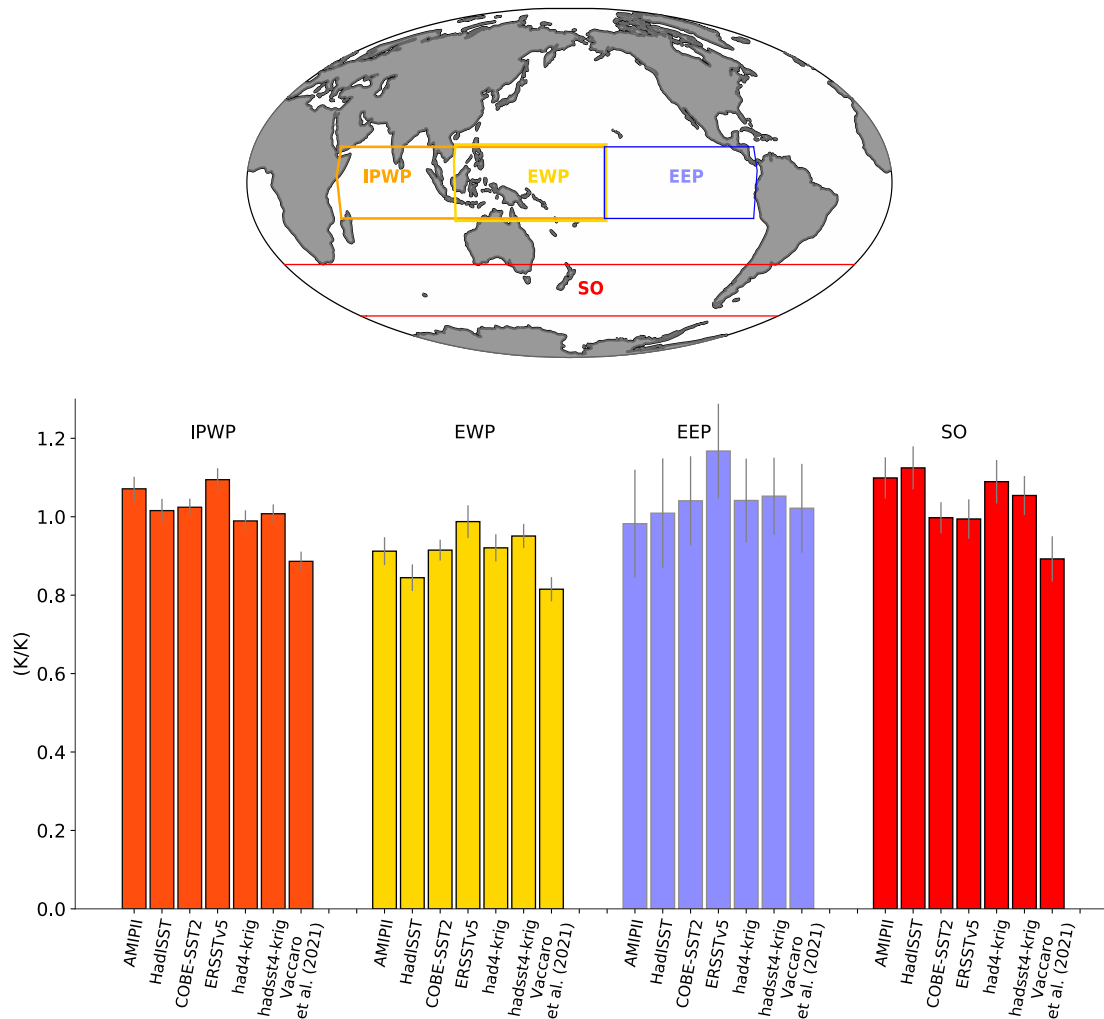 IPWP
EWP
EEP
SO
IPWP
EWP
EEP
SO
(K/K)
1.2
1.0
0.8
0.6
0.4
0.2
0.0
AMIPII
HadISST
COBE-SST2
ERSSTv5
had4-krig
hadsst4-krig
Vaccaro
et al. (2021)
AMIPII
HadISST
COBE-SST2
ERSSTv5
had4-krig
hadsst4-krig
Vaccaro
et al. (2021)
AMIPII
HadISST
COBE-SST2
ERSSTv5
had4-krig
hadsst4-krig
Vaccaro
et al. (2021)
AMIPII
HadISST
COBE-SST2
ERSSTv5
had4-krig
hadsst4-krig
Vaccaro
et al. (2021)